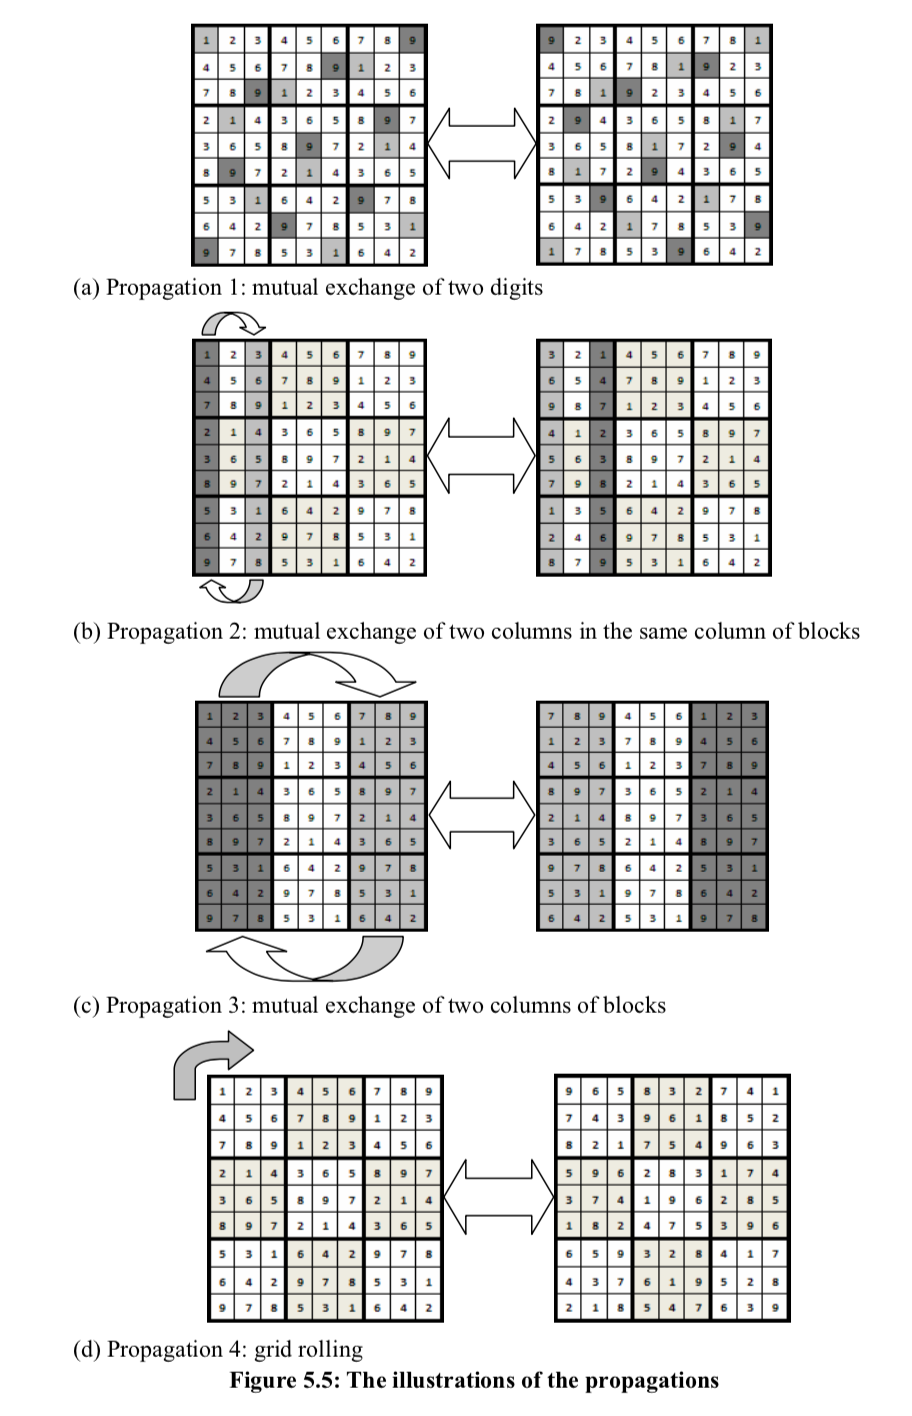 1 2 3 4 5 6 7 8 9 9 2 3 4 5 6 7 8 1
4 5 6 7 8 9 1 2 3 4 5 6 7 8 1 9 2 3
7 8 9 1 2 3 4 5 6 7 8 1 9 2 3 4 5 6
2 1 4 3 6 5 8 9 7 2 9 4 3 6 5 8 1 7
3 6 5 8 9 7 2 1 4 3 6 5 8 1 7 2 9 4
8 9 7 2 1 4 3 6 5 8 1 7 2 9 4 3 6 5
5 3 1 6 4 2 9 7 8 5 3 9 6 4 2 1 7 8
6 4 2 9 7 8 5 3 1 6 4 2 1 7 8 5 3 9
9 7 8 5 3 1 6 4 2 1 7 8 5 3 9 6 4 2
(a) Propagation 1: mutual exchange of two digits
1 2 3 4 5 6 7 8 9 3 2 1 4 5 6 7 8 9
4 5 6 7 8 9 1 2 3 6 5 4 7 8 9 1 2 3
7 8 9 1 2 3 4 5 6 9 8 7 1 2 3 4 5 6
2 1 4 3 6 5 8 9 7 4 1 2 3 6 5 8 9 7
3 6 5 8 9 7 2 1 4 5 6 3 8 9 7 2 1 4
8 9 7 2 1 4 3 6 5 7 9 8 2 1 4 3 6 5
5 3 1 6 4 2 9 7 8 1 3 5 6 4 2 9 7 8
6 4 2 9 7 8 5 3 1 2 4 6 9 7 8 5 3 1
9 7 8 5 3 1 6 4 2 8 7 9 5 3 1 6 4 2
(b) Propagation 2: mutual exchange of two columns in the same column of blocks
1 2 3 4 5 6 7 8 9 7 8 9 4 5 6 1 2 3
4 5 6 7 8 9 1 2 3 1 2 3 7 8 9 4 5 6
7 8 9 1 2 3 4 5 6 4 5 6 1 2 3 7 8 9
2 1 4 3 6 5 8 9 7 8 9 7 3 6 5 2 1 4
3 6 5 8 9 7 2 1 4 2 1 4 8 9 7 3 6 5
8 9 7 2 1 4 3 6 5 3 6 5 2 1 4 8 9 7
5 3 1 6 4 2 9 7 8 9 7 8 6 4 2 5 3 1
6 4 2 9 7 8 5 3 1 5 3 1 9 7 8 6 4 2
9 7 8 5 3 1 6 4 2 6 4 2 5 3 1 9 7 8
(c) Propagation 3: mutual exchange of two columns of blocks
1 2 3 4 5 6 7 8 9 9 6 5 8 3 2 7 4 1
4 5 6 7 8 9 1 2 3 7 4 3 9 6 1 8 5 2
7 8 9 1 2 3 4 5 6 8 2 1 7 5 4 9 6 3
2 1 4 3 6 5 8 9 7 5 9 6 2 8 3 1 7 4
3 6 5 8 9 7 2 1 4 3 7 4 1 9 6 2 8 5
8 9 7 2 1 4 3 6 5 1 8 2 4 7 5 3 9 6
5 3 1 6 4 2 9 7 8 6 5 9 3 2 8 4 1 7
6 4 2 9 7 8 5 3 1 4 3 7 6 1 9 5 2 8
9 7 8 5 3 1 6 4 2 2 1 8 5 4 7 6 3 9
(d) Propagation 4: grid rolling
Figure 5.5: The illustrations of the propagations